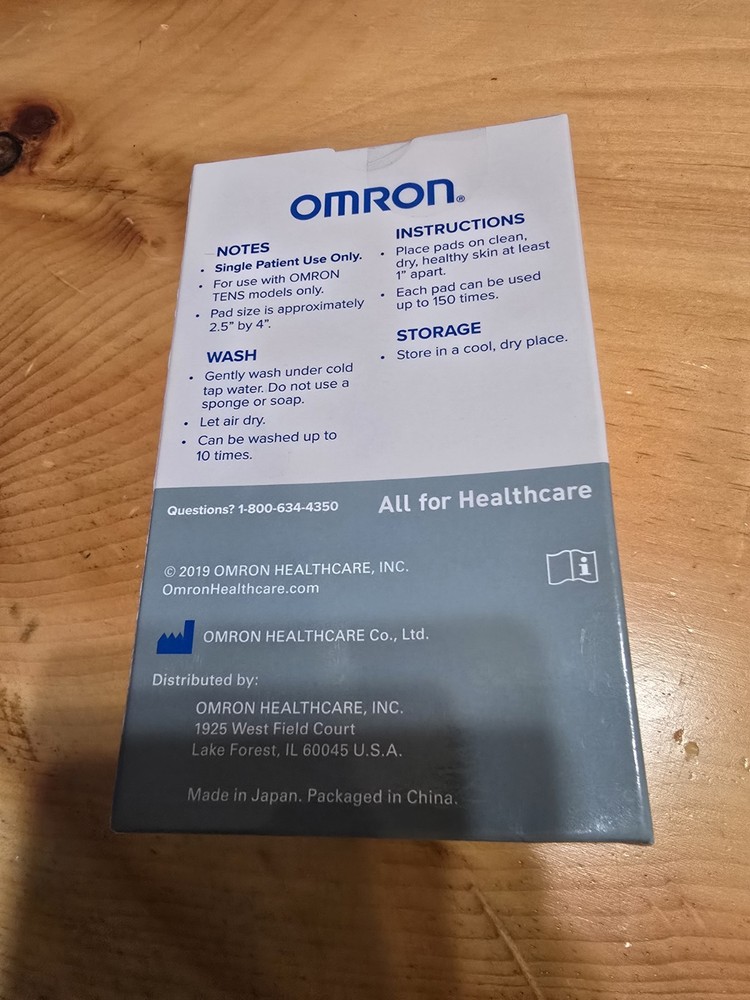 OMRON®
NOTES
• Single Patient Use Only.
• For use with OMRON
TENS models only.
• Pad size is approximately
2.5" by 4".
WASH
• Gently wash under cold
tap water. Do not use a
sponge or soap.
• Let air dry.
• Can be washed up to
10 times.
INSTRUCTIONS
• Place pads on clean,
dry, healthy skin at least
1" apart.
• Each pad can be used
up to 150 times.
STORAGE
• Store in a cool, dry place.
Questions? 1-800-634-4350
All for Healthcare
© 2019 OMRON HEALTHCARE, INC.
OmronHealthcare.com
i
OMRON HEALTHCARE Co., Ltd.
Distributed by:
OMRON HEALTHCARE, INC.
1925 West Field Court
Lake Forest, IL 60045 U.S.A.
Made in Japan. Packaged in China.